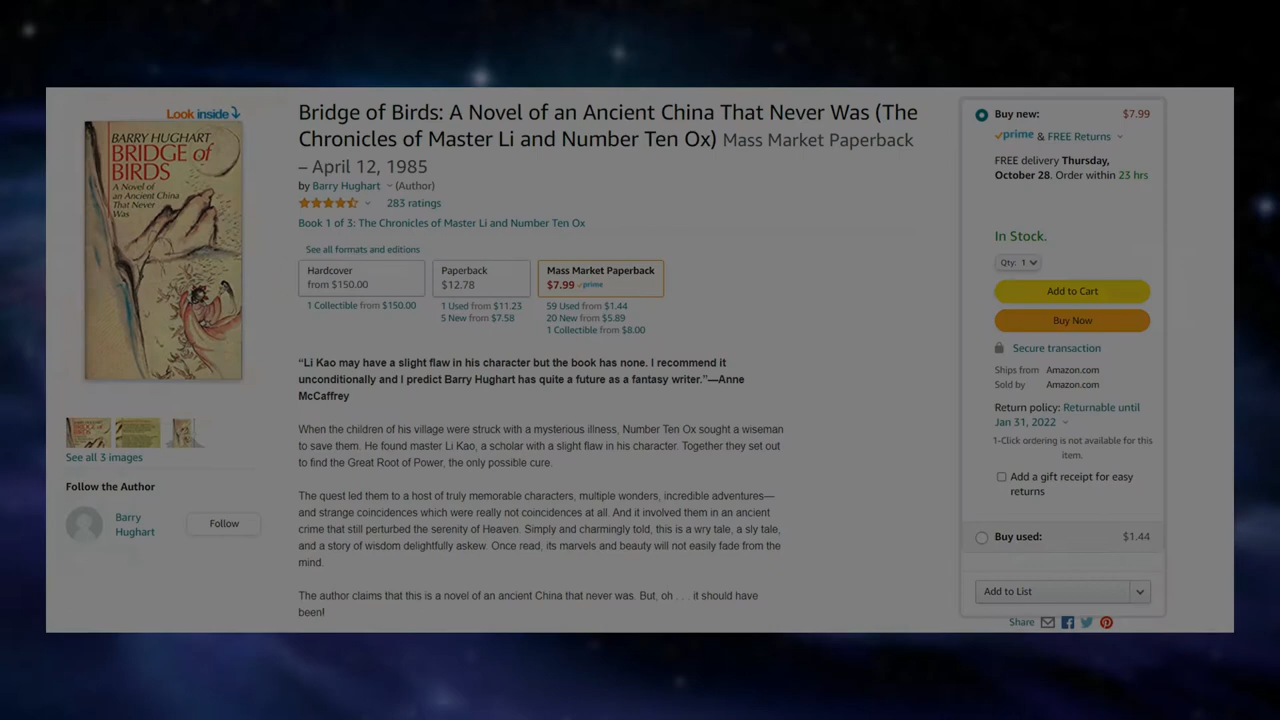 Look inside
BARRY HUGHART
BRIDGE of
BIRDS
A Novel of
an Ancient China
That Never
Was
See all 3 images
Follow the Author
Barry
Hughart
Follow
Bridge of Birds: A Novel of an Ancient China That Never Was (The
Chronicles of Master Li and Number Ten Ox) Mass Market Paperback
– April 12, 1985
by Barry Hughart (Author)
283 ratings
Book 1 of 3: The Chronicles of Master Li and Number Ten Ox
See all formats and editions
Hardcover
from $150.00
1 Collectible from $150.00
Paperback
$12.78
1 Used from $11.23
5 New from $7.58
Mass Market Paperback
$7.99 prime
59 Used from $1.44
20 New from $5.89
1 Collectible from $8.00
“Li Kao may have a slight flaw in his character but the book has none. I recommend it
unconditionally and I predict Barry Hughart has quite a future as a fantasy writer.”—Anne
McCaffrey
When the children of his village were struck with a mysterious illness, Number Ten Ox sought a wiseman
to save them. He found master Li Kao, a scholar with a slight flaw in his character. Together they set out
to find the Great Root of Power, the only possible cure.
The quest led them to a host of truly memorable characters, multiple wonders, incredible adventures—
and strange coincidences which were really not coincidences at all. And it involved them in an ancient
crime that still perturbed the serenity of Heaven. Simply and charmingly told, this is a wry tale, a sly tale,
and a story of wisdom delightfully askew. Once read, its marvels and beauty will not easily fade from the
mind.
The author claims that this is a novel of an ancient China that never was. But, oh . . . it should have
been!
Buy new: $7.99
prime & FREE Returns
FREE delivery Thursday,
October 28. Order within 23 hrs
In Stock.
Qty: 1
Add to Cart
Buy Now
Secure transaction
Ships from Amazon.com
Sold by Amazon.com
Return policy: Returnable until
Jan 31, 2022
1-Click ordering is not available for this
item.
Add a gift receipt for easy
returns
Buy used: $1.44
Add to List
Share